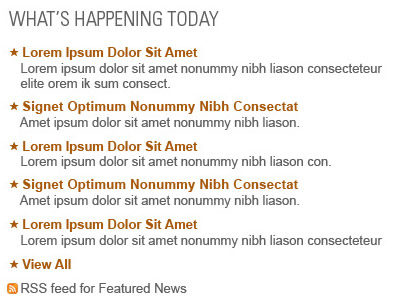 WHAT'S HAPPENING TODAY
★ Lorem Ipsum Dolor Sit Amet
Lorem ipsum dolor sit amet nonummy nibh liason consecteteur
elite orem ik sum consect.
★ Signet Optimum Nonummy Nibh Consectat
Amet ipsum dolor sit amet nonummy nibh liason.
★ Lorem Ipsum Dolor Sit Amet
Lorem ipsum dolor sit amet nonummy nibh liason con.
★ Signet Optimum Nonummy Nibh Consectat
Amet ipsum dolor sit amet nonummy nibh liason.
★ Lorem Ipsum Dolor Sit Amet
Lorem ipsum dolor sit amet nonummy nibh liason consecteteur
★ View All
RSS feed for Featured News